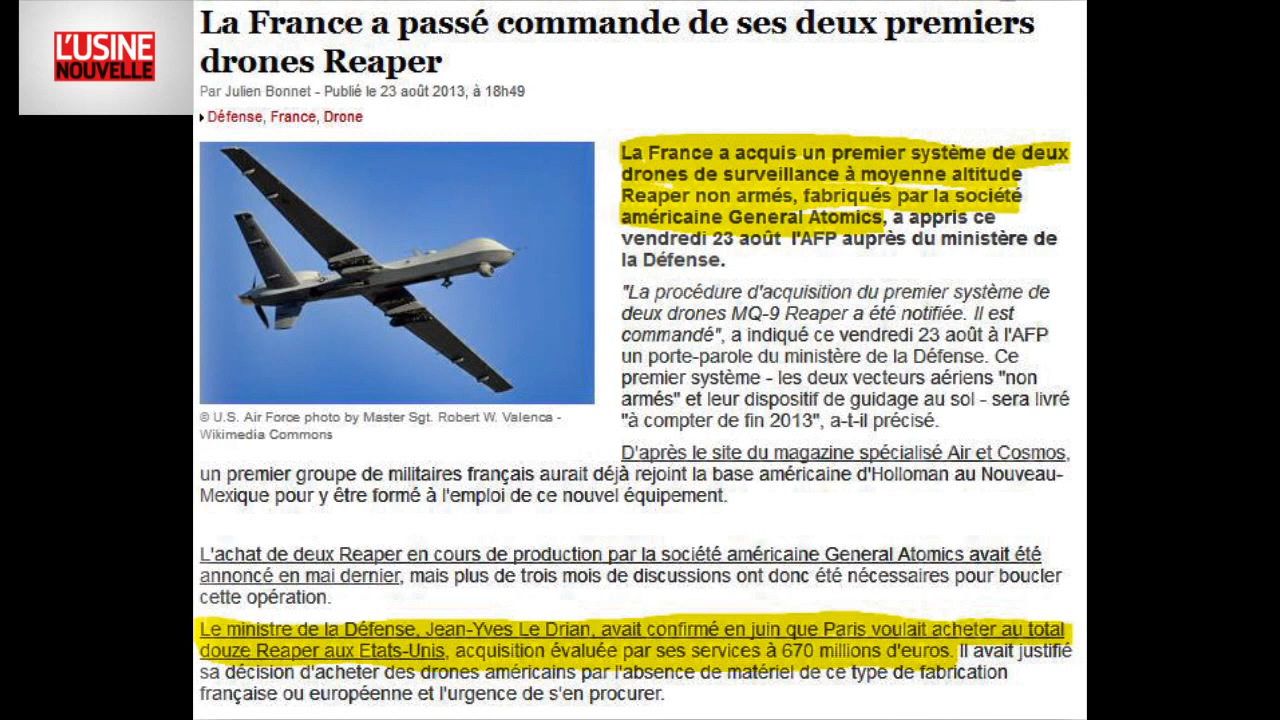 L'USINE
NOUVELLE
La France a passé commande de ses deux premiers
drones Reaper
Par Julien Bonnet - Publié le 23 août 2013, à 18h49
Défense, France, Drone
La France a acquis un premier système de deux
drones de surveillance à moyenne altitude
Reaper non armés, fabriqués par la société
américaine General Atomics, a appris ce
vendredi 23 août l'AFP auprès du ministère de
la Défense.
"La procédure d'acquisition du premier système de
deux drones MQ-9 Reaper a été notifiée. Il est
commandé", a indiqué ce vendredi 23 août à l'AFP
un porte-parole du ministère de la Défense. Ce
premier système - les deux vecteurs aériens "non
armés" et leur dispositif de guidage au sol - sera livré
"à compter de fin 2013", a-t-il précisé.
© U.S. Air Force photo by Master Sgt. Robert W. Valenca -
Wikimedia Commons
D'après le site du magazine spécialisé Air et Cosmos,
un premier groupe de militaires français aurait déjà rejoint la base américaine d'Holloman au Nouveau-
Mexique pour y être formé à l'emploi de ce nouvel équipement.
L'achat de deux Reaper en cours de production par la société américaine General Atomics avait été
annoncé en mai dernier, mais plus de trois mois de discussions ont donc été nécessaires pour boucler
cette opération.
Le ministre de la Défense, Jean-Yves Le Drian, avait confirmé en juin que Paris voulait acheter au total
douze Reaper aux Etats-Unis, acquisition évaluée par ses services à 670 millions d'euros. Il avait justifié
sa décision d'acheter des drones américains par l'absence de matériel de ce type de fabrication
française ou européenne et l'urgence de s'en procurer.